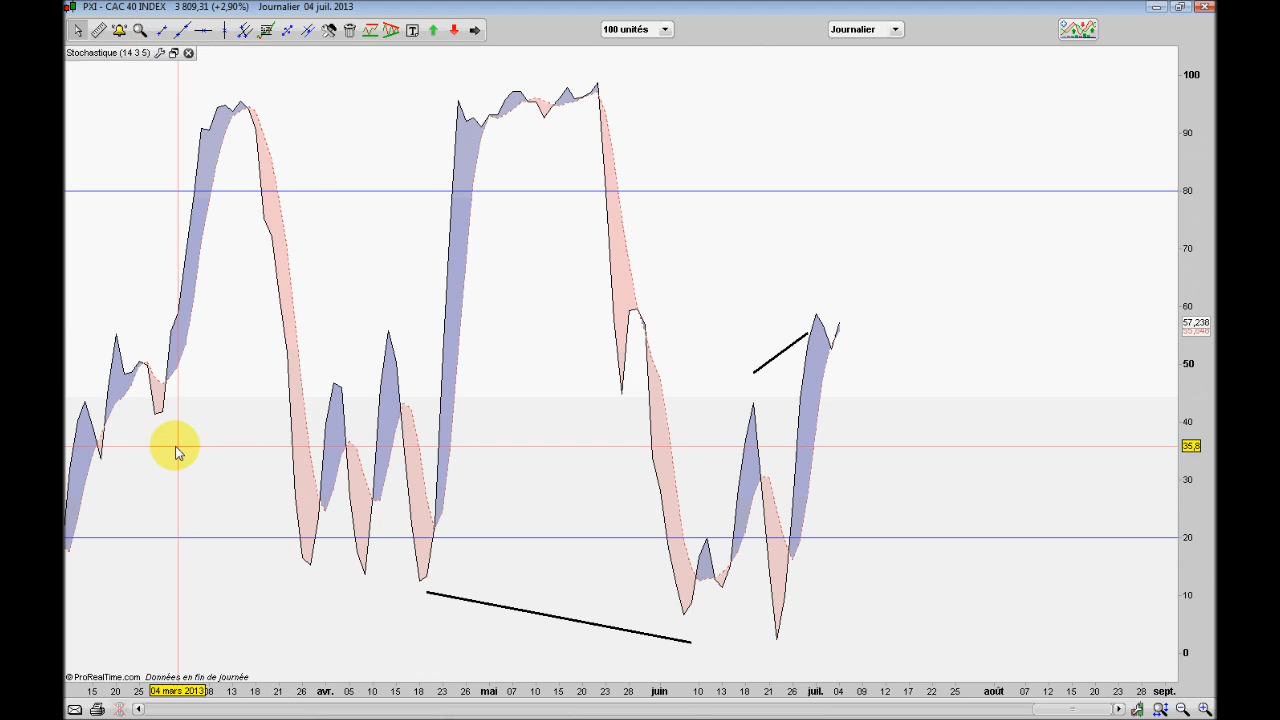 PXI - CAC 40 INDEX 3 809,31 (+2,90%) Journalier 04 juil. 2013
100 unités
Journalier
Stochastique (14 3 5)
100
90
80
70
60
57,238
50
40
35,8
30
20
10
0
© ProRealTime.com Données en fin de journée
15 20 25 04 mars 2013 08 13 18 21 26 avr. 05 10 15 18 23 26 mai 07 10 15 20 23 28 juin 10 13 18 21 26 juil. 04 09 12 17 22 25 août 07 12 15 20 23 28 sept.